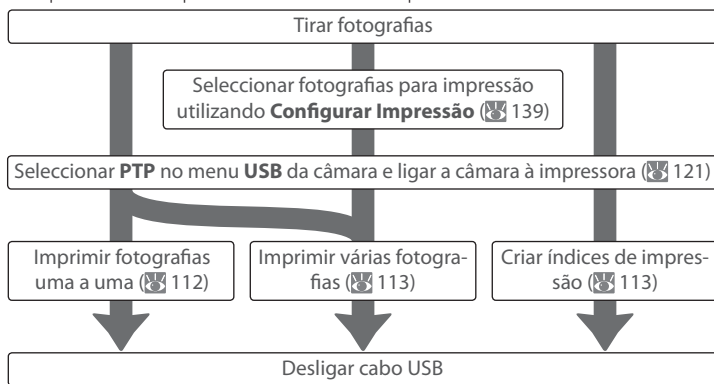 Tirar fotografias
Seleccionar fotografias para impressão
utilizando Configurar Impressão ( 139)
Seleccionar PTP no menu USB da câmara e ligar a câmara à impressora ( 121)
Imprimir fotografias
uma a uma ( 112)
Imprimir várias fotogra-
fias ( 113)
Criar índices de impres-
são ( 113)
Desligar cabo USB